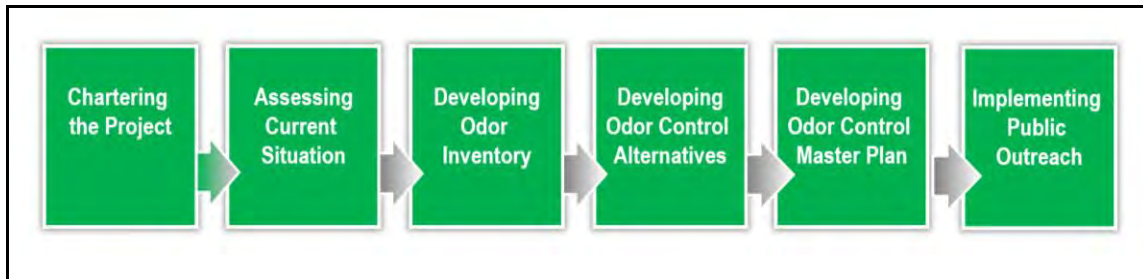 Chartering
the Project
Assessing
Current
Situation
Developing
Odor
Inventory
Developing
Odor Control
Alternatives
Developing
Odor Control
Master Plan
Implementing
Public
Outreach